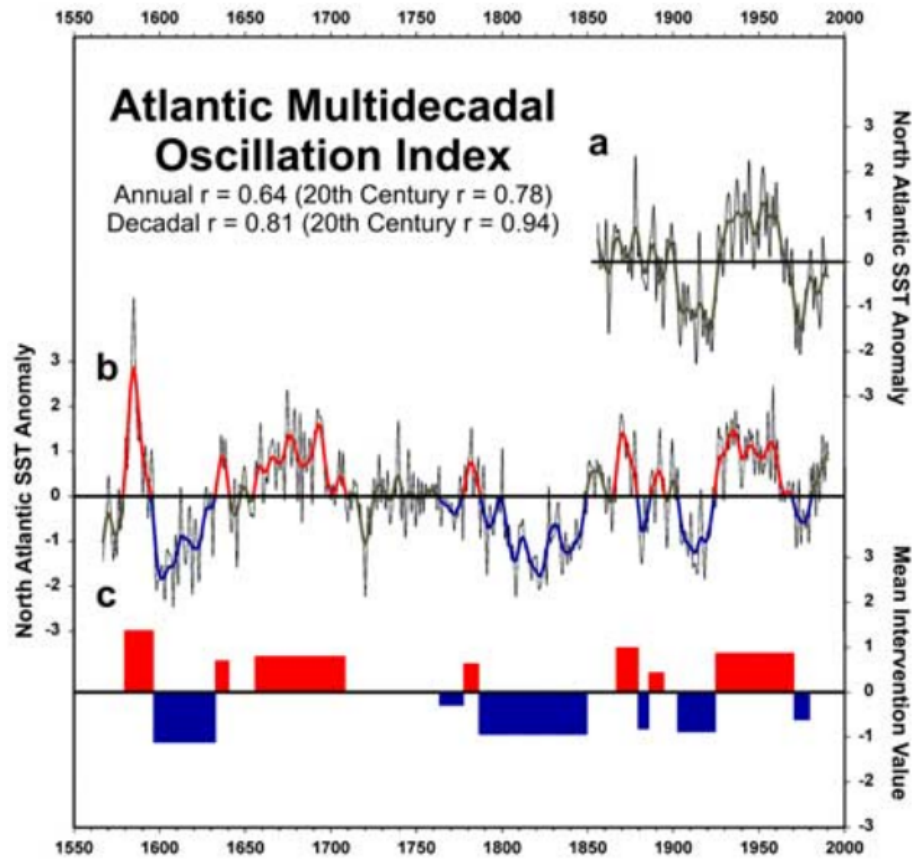 1550 1600 1650 1700 1750 1800 1850 1900 1950 2000
Atlantic Multidecadal
Oscillation Index
Annual r = 0.64 (20th Century r = 0.78)
Decadal r = 0.81 (20th Century r = 0.94)
a
3
2
1
0
-1
-2
-3
North Atlantic SST Anomaly
b
North Atlantic SST Anomaly
3
2
1
0
-1
-2
-3
c
3
2
1
0
-1
-2
-3
Mean Intervention Value
1550 1600 1650 1700 1750 1800 1850 1900 1950 2000